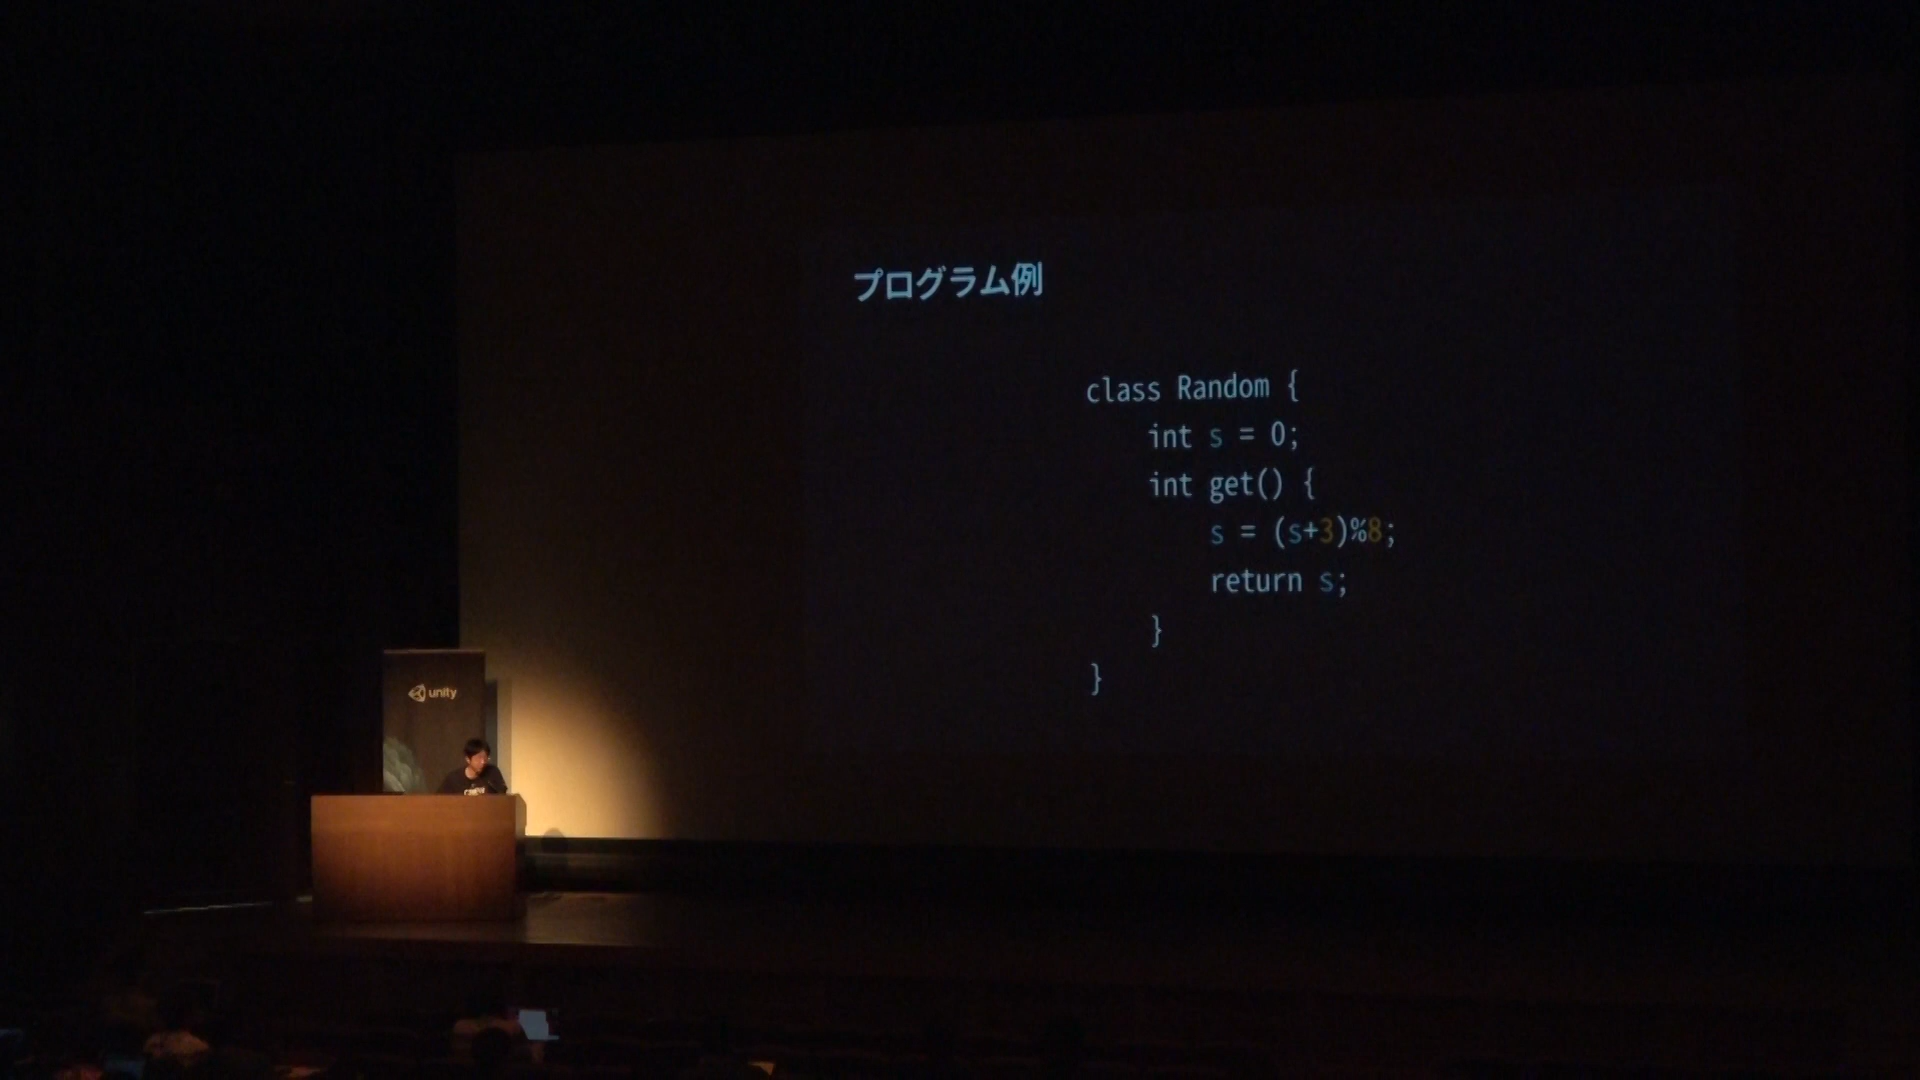 プログラム例
class Random {
int s = 0;
int get() {
s = (s+3)%8;
return s;
}
}
unity